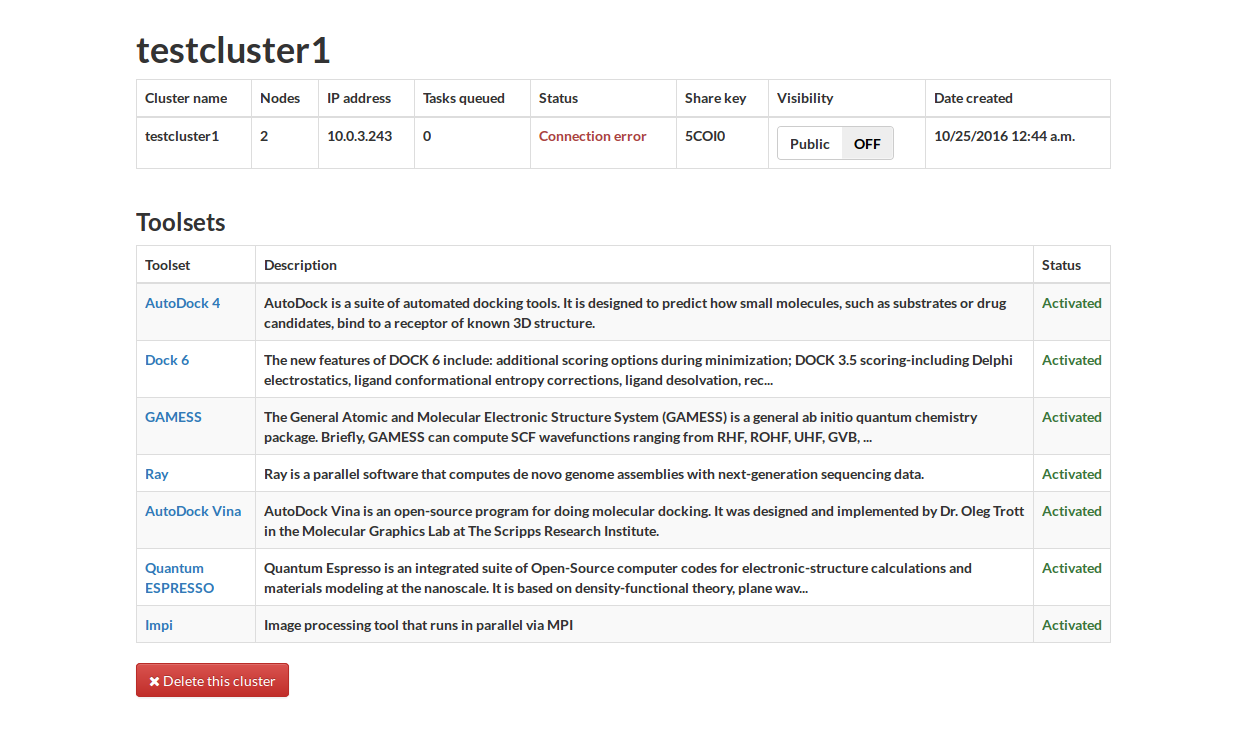 testcluster1
Cluster name Nodes IP address Tasks queued Status Share key Visibility Date created
testcluster1 2 10.0.3.243 0 Connection error 5COI0 Public OFF 10/25/2016 12:44 a.m.
Toolsets
Toolset Description Status
AutoDock 4 AutoDock is a suite of automated docking tools. It is designed to predict how small molecules, such as substrates or drug Activated
candidates, bind to a receptor of known 3D structure.
Dock 6 The new features of DOCK 6 include: additional scoring options during minimization; DOCK 3.5 scoring-including Delphi Activated
electrostatics, ligand conformational entropy corrections, ligand desolvation, rec...
GAMESS The General Atomic and Molecular Electronic Structure System (GAMESS) is a general ab initio quantum chemistry Activated
package. Briefly, GAMESS can compute SCF wavefunctions ranging from RHF, ROHF, UHF, GVB, ...
Ray Ray is a parallel software that computes de novo genome assemblies with next-generation sequencing data. Activated
AutoDock Vina AutoDock Vina is an open-source program for doing molecular docking. It was designed and implemented by Dr. Oleg Trott Activated
in the Molecular Graphics Lab at The Scripps Research Institute.
Quantum Quantum Espresso is an integrated suite of Open-Source computer codes for electronic-structure calculations and Activated
ESPRESSO materials modeling at the nanoscale. It is based on density-functional theory, plane wav...
Impi Image processing tool that runs in parallel via MPI Activated
✖ Delete this cluster